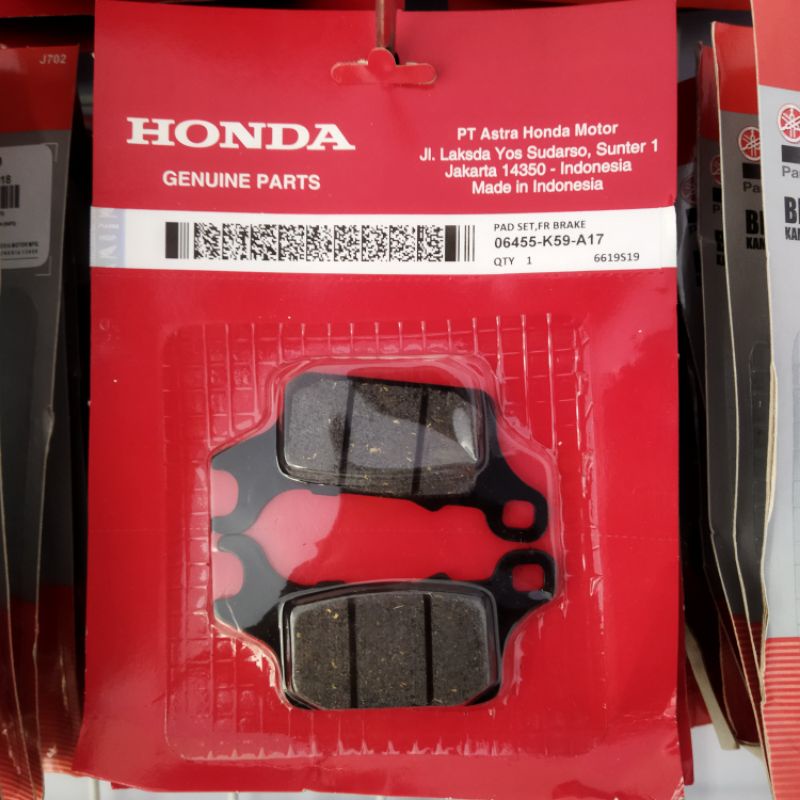 J702
HONDA
GENUINE PARTS
PT Astra Honda Motor
Jl. Laksda Yos Sudarso, Sunter 1
Jakarta 14350 - Indonesia
Made in Indonesia
PAD SET,FR BRAKE
06455-K59-A17
QTY 1 6619S19